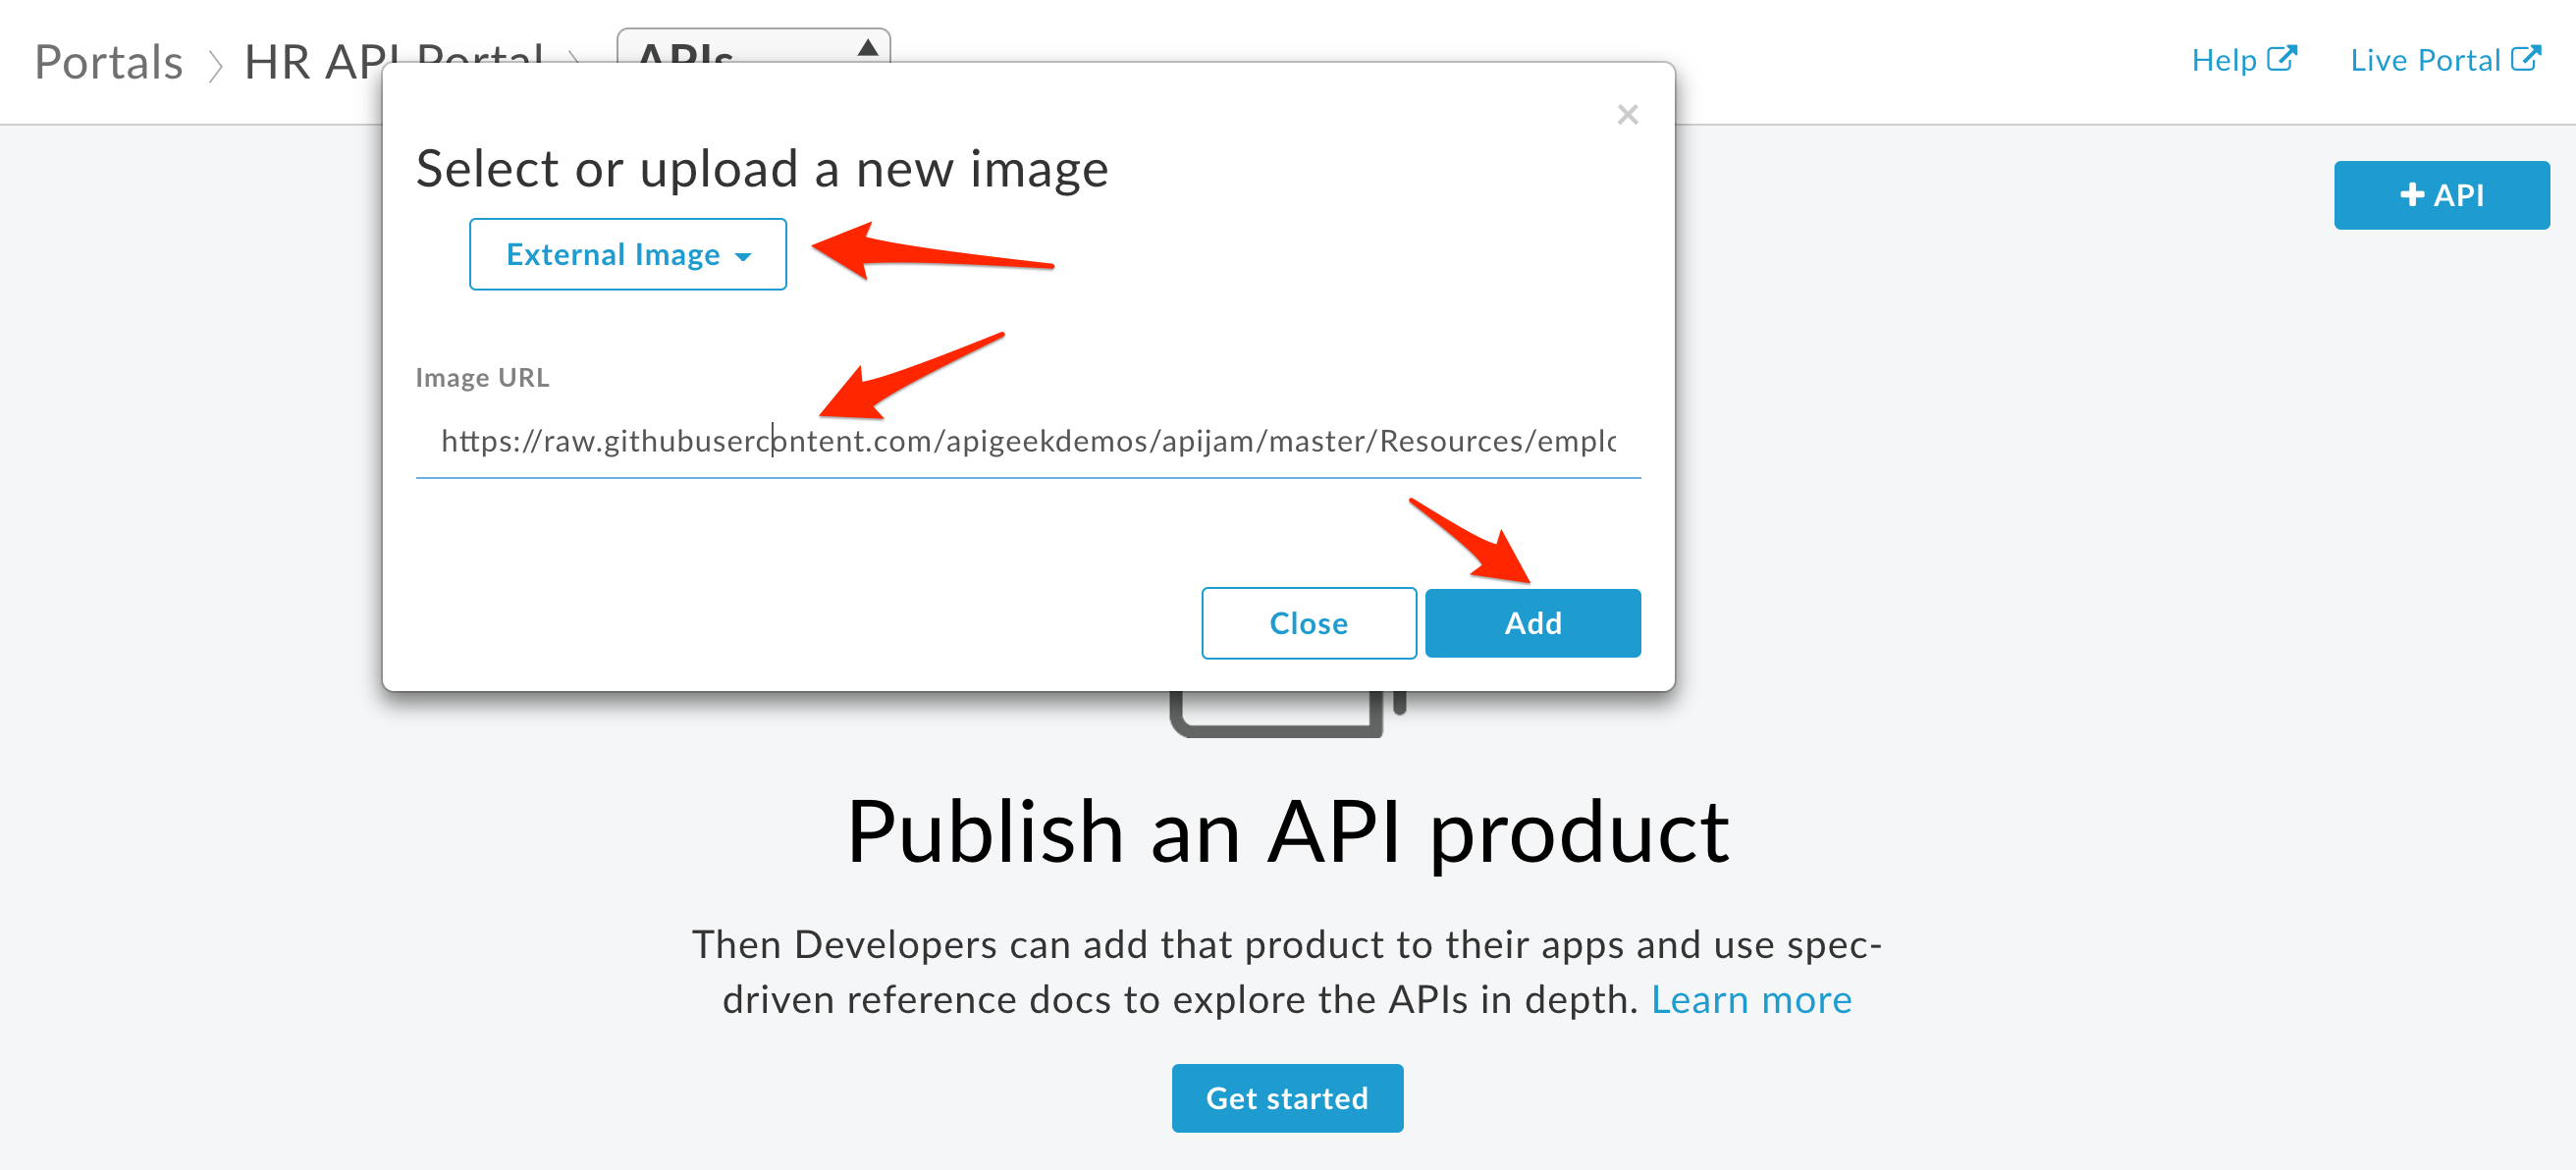 Portals > HR API Portal > APIs
Help
Live Portal
×
Select or upload a new image
+ API
External Image
Image URL
https://raw.githubusercontent.com/apigeekdemos/apijam/master/Resources/emplo
Close
Add
Publish an API product
Then Developers can add that product to their apps and use spec-
driven reference docs to explore the APIs in depth. Learn more
Get started